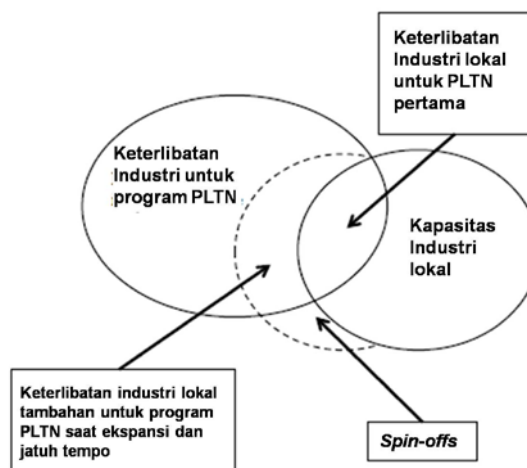 Keterlibatan
Industri lokal
untuk PLTN
pertama
Keterlibatan
Industri untuk
program PLTN
Kapasitas
Industri
lokal
Keterlibatan industri lokal
tambahan untuk program
PLTN saat ekspansi dan
jatuh tempo
Spin-offs